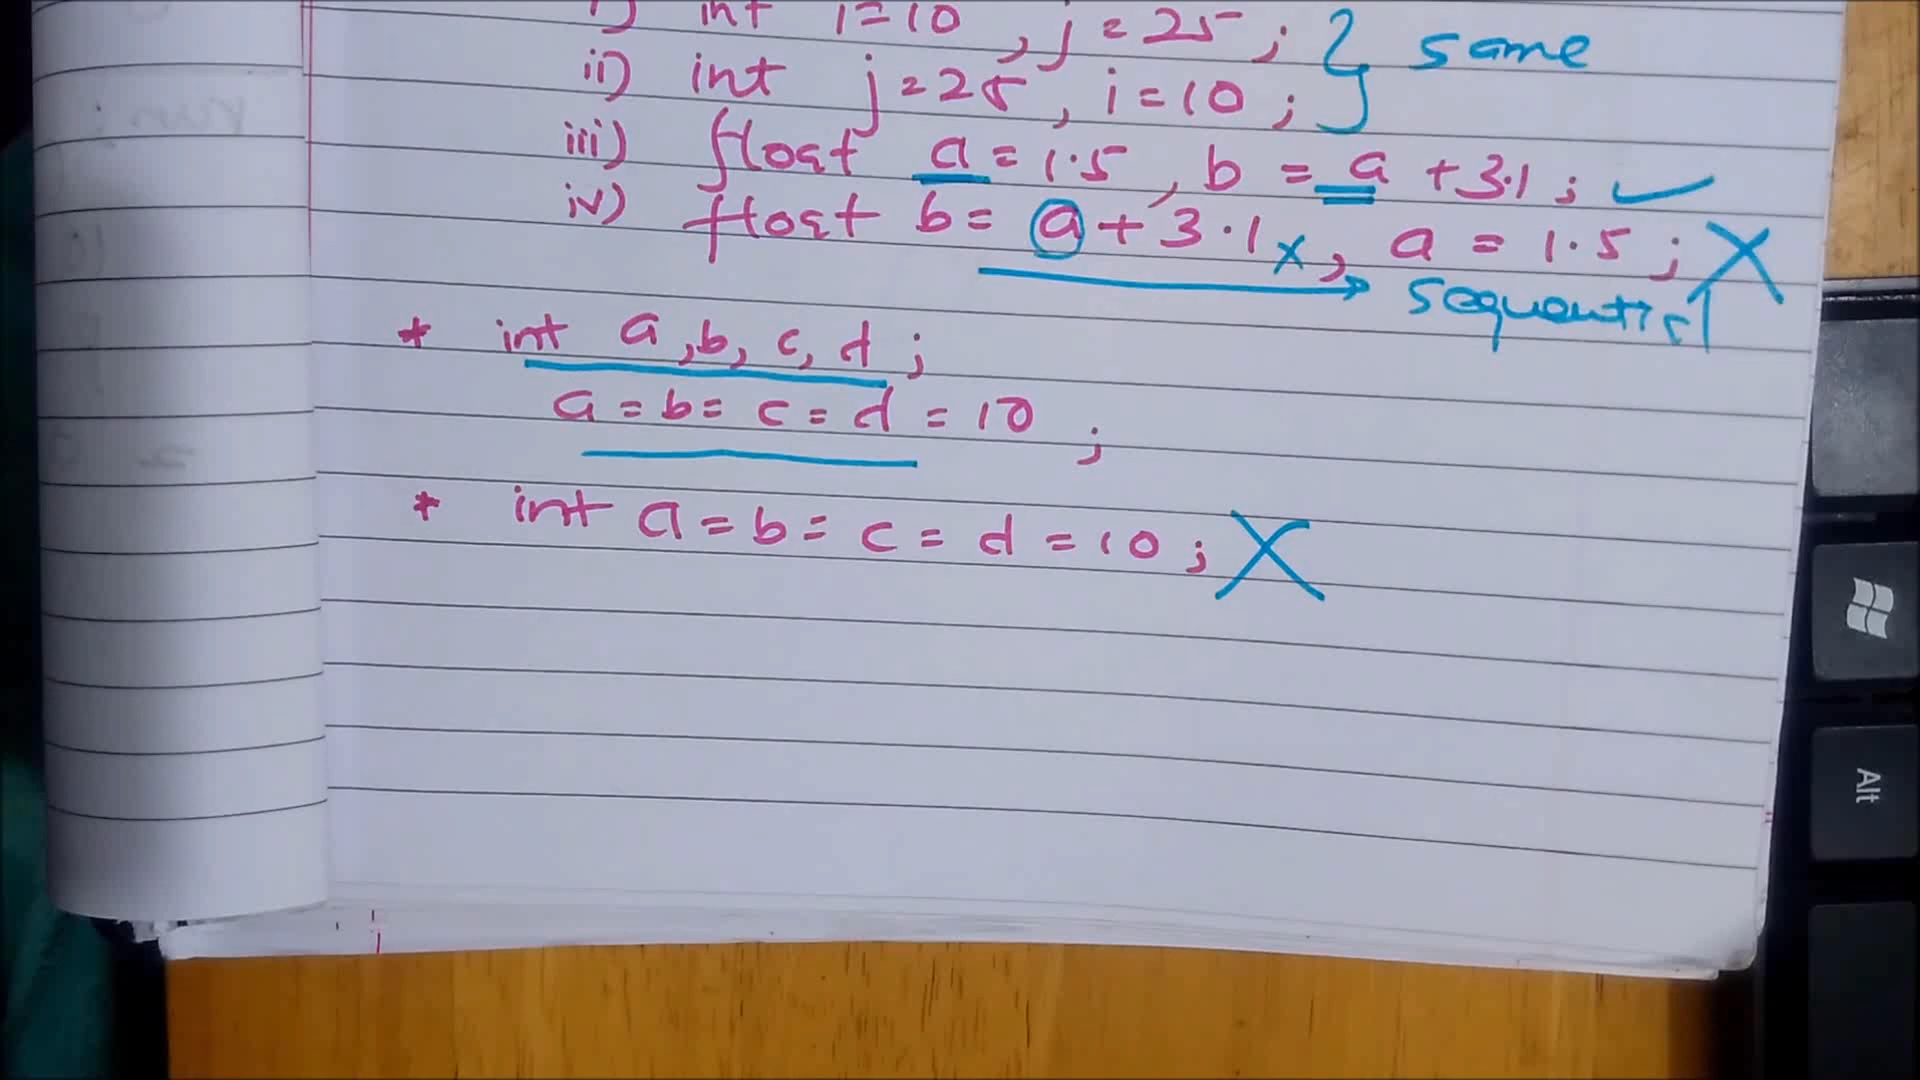 i) int i=10 , j=25 ; } same
ii) int j=25 , i=10 ;
iii) float a=1.5 , b = a +3.1 ; ✓
iv) float b= a+3.1 x, a = 1.5 ; X
→ sequential
* int a,b, c, d ;
a =b= c=d =10 ;
* int a=b= c= d =10 ; X
Alt